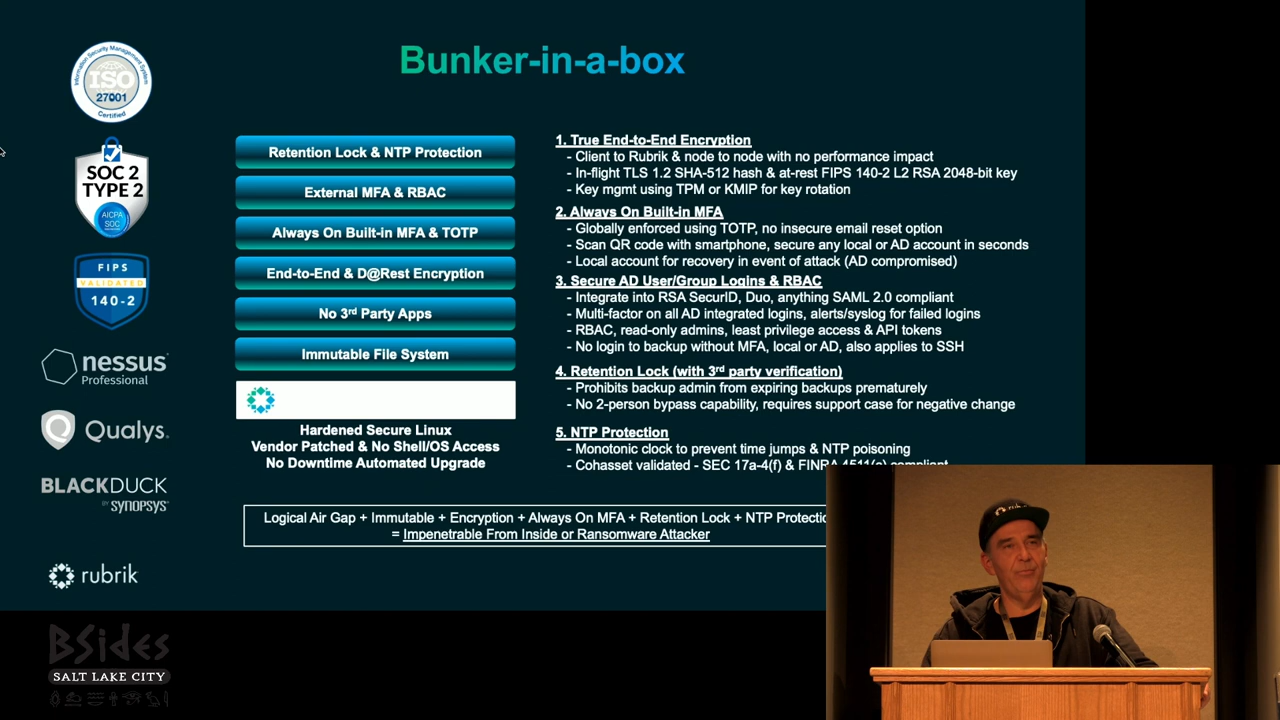 Bunker-in-a-box
Information Security Management System
ISO
27001
Certified
SOC 2
TYPE 2
AICPA
SOC
FIPS
VALIDATED
140-2
nessus
Professional
Qualys.
BLACKDUCK
BY SYNOPSYS
rubrik
Retention Lock & NTP Protection
External MFA & RBAC
Always On Built-in MFA & TOTP
End-to-End & D@Rest Encryption
No 3rd Party Apps
Immutable File System
Hardened Secure Linux
Vendor Patched & No Shell/OS Access
No Downtime Automated Upgrade
1. True End-to-End Encryption
- Client to Rubrik & node to node with no performance impact
- In-flight TLS 1.2 SHA-512 hash & at-rest FIPS 140-2 L2 RSA 2048-bit key
- Key mgmt using TPM or KMIP for key rotation
2. Always On Built-in MFA
- Globally enforced using TOTP, no insecure email reset option
- Scan QR code with smartphone, secure any local or AD account in seconds
- Local account for recovery in event of attack (AD compromised)
3. Secure AD User/Group Logins & RBAC
- Integrate into RSA SecurID, Duo, anything SAML 2.0 compliant
- Multi-factor on all AD integrated logins, alerts/syslog for failed logins
- RBAC, read-only admins, least privilege access & API tokens
- No login to backup without MFA, local or AD, also applies to SSH
4. Retention Lock (with 3rd party verification)
- Prohibits backup admin from expiring backups prematurely
- No 2-person bypass capability, requires support case for negative change
5. NTP Protection
- Monotonic clock to prevent time jumps & NTP poisoning
- Cohasset validated - SEC 17a-4(f) & FINRA 4511(c) compliant
Logical Air Gap + Immutable + Encryption + Always On MFA + Retention Lock + NTP Protectio
= Impenetrable From Inside or Ransomware Attacker
BSides
SALT LAKE CITY